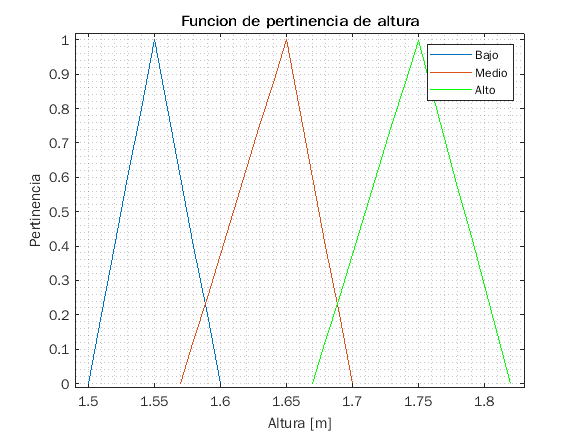 Funcion de pertinencia de altura
Bajo
Medio
Alto
Pertinencia
1
0.9
0.8
0.7
0.6
0.5
0.4
0.3
0.2
0.1
0
1.5 1.55 1.6 1.65 1.7 1.75 1.8
Altura [m]